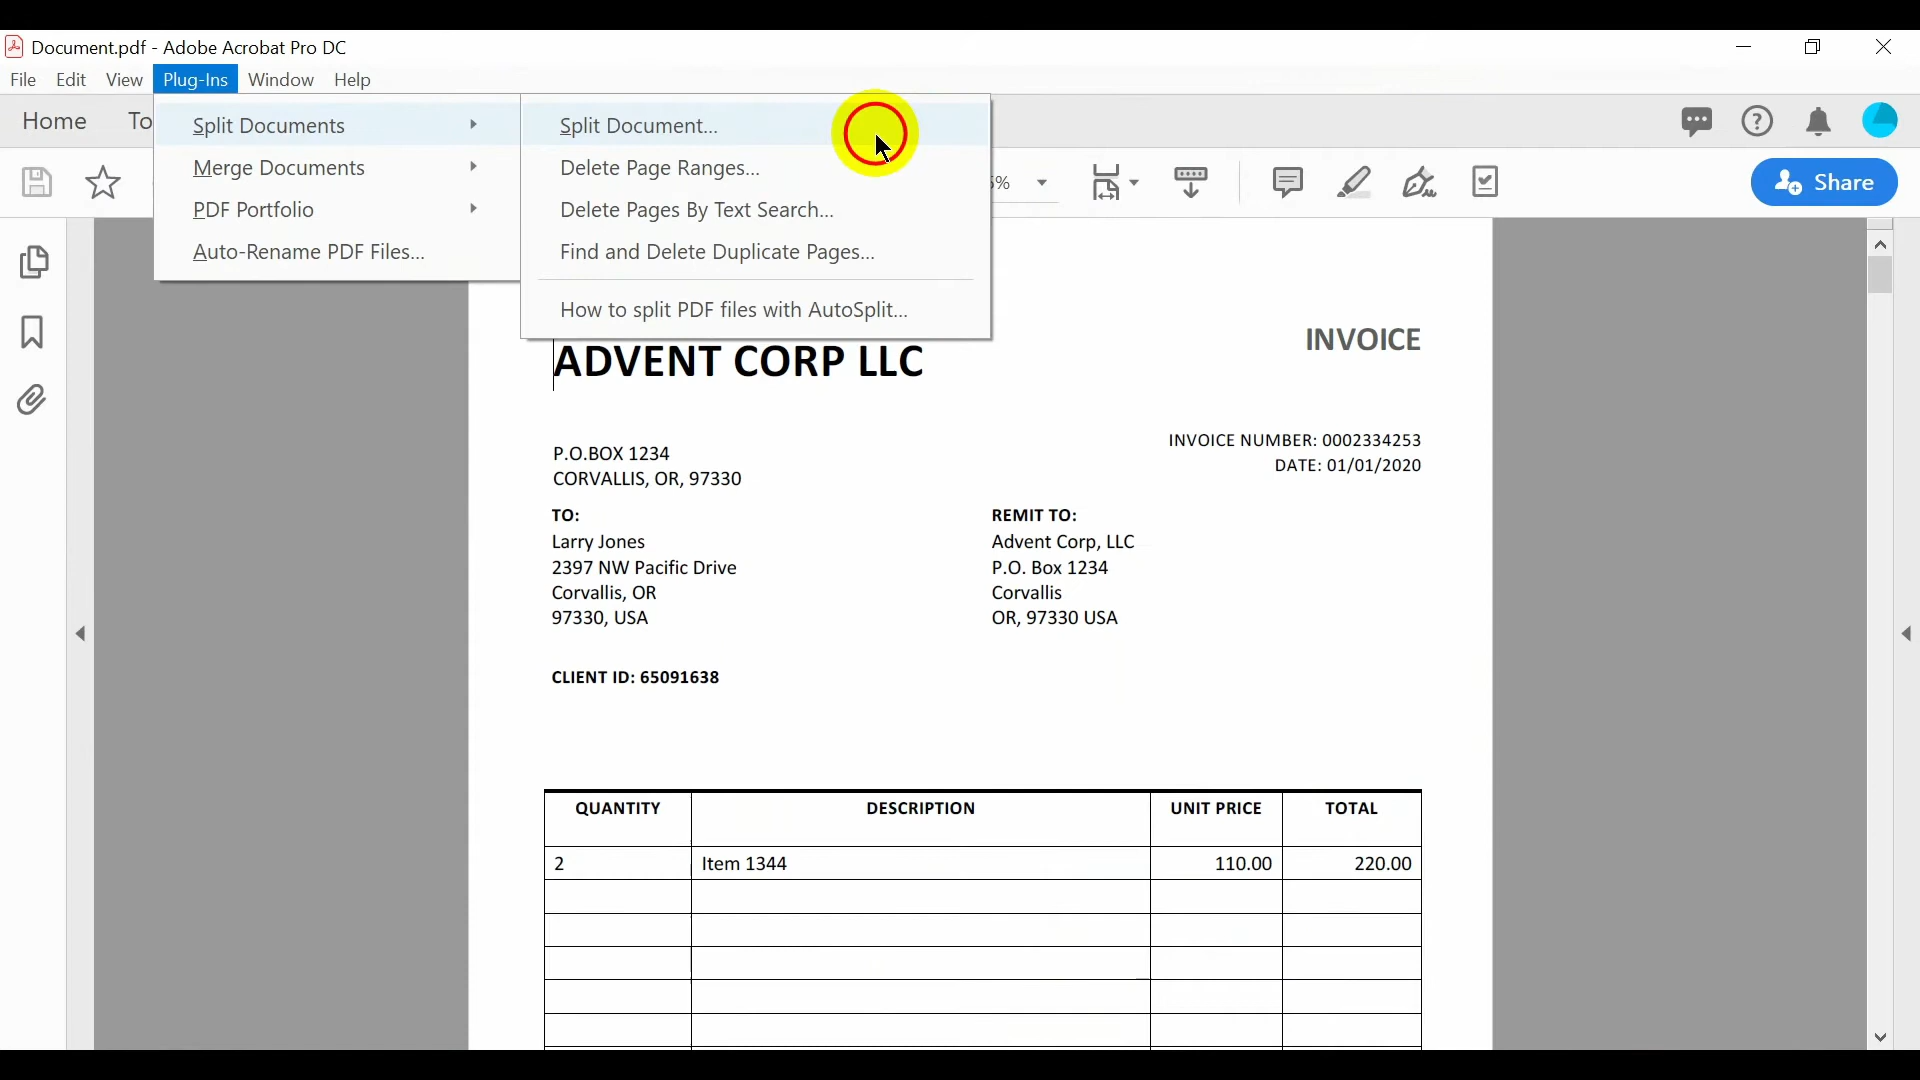 Document.pdf - Adobe Acrobat Pro DC
File Edit View Plug-Ins Window Help
Home To
Split Documents
Merge Documents
PDF Portfolio
Auto-Rename PDF Files...
Split Document...
Delete Page Ranges...
Delete Pages By Text Search...
Find and Delete Duplicate Pages...
How to split PDF files with AutoSplit...
%
Share
ADVENT CORP LLC
INVOICE
P.O.BOX 1234
CORVALLIS, OR, 97330
INVOICE NUMBER: 0002334253
DATE: 01/01/2020
TO:
Larry Jones
2397 NW Pacific Drive
Corvallis, OR
97330, USA
REMIT TO:
Advent Corp, LLC
P.O. Box 1234
Corvallis
OR, 97330 USA
CLIENT ID: 65091638
QUANTITY DESCRIPTION UNIT PRICE TOTAL
2 Item 1344 110.00 220.00